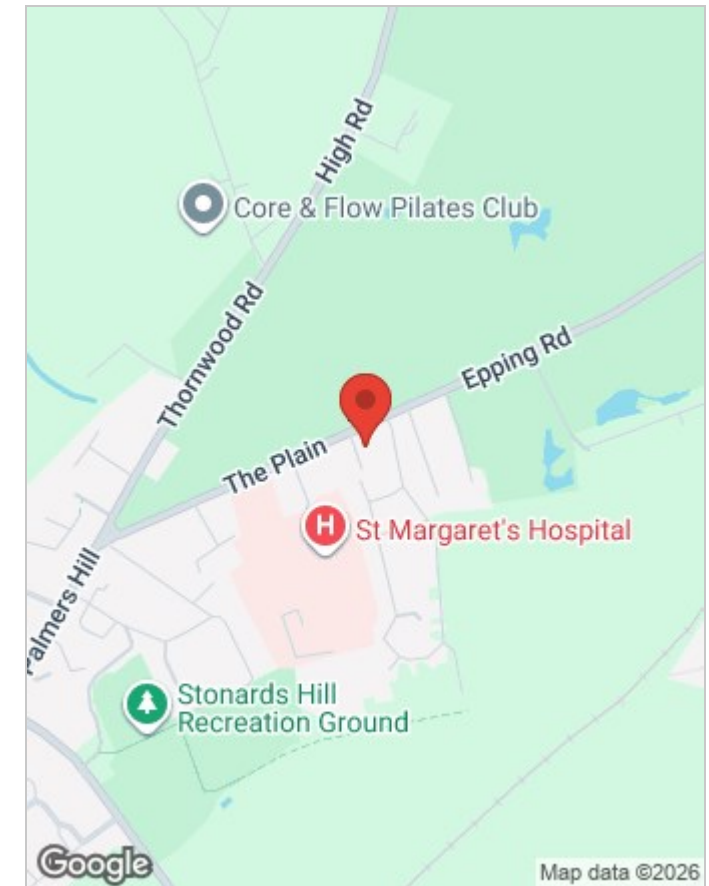 High Rd
Core & Flow Pilates Club
Thornwood Rd
Epping Rd
The Plain
H
St Margaret's Hospital
Palmers Hill
Stonards Hill
Recreation Ground
Google
Map data ©2026